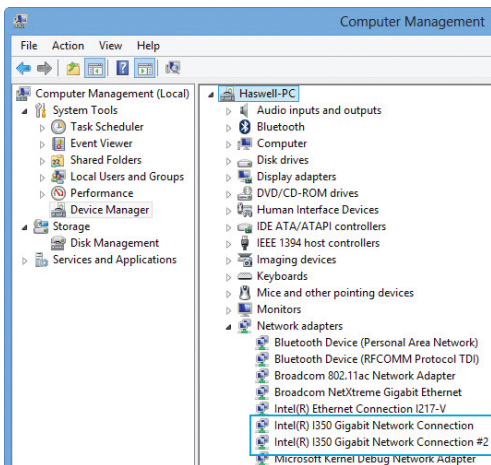 Computer Management
File Action View Help
Computer Management (Local)
System Tools
Task Scheduler
Event Viewer
Shared Folders
Local Users and Groups
Performance
Device Manager
Storage
Disk Management
Services and Applications
Haswell-PC
Audio inputs and outputs
Bluetooth
Computer
Disk drives
Display adapters
DVD/CD-ROM drives
Human Interface Devices
IDE ATA/ATAPI controllers
IEEE 1394 host controllers
Imaging devices
Keyboards
Mice and other pointing devices
Monitors
Network adapters
Bluetooth Device (Personal Area Network)
Bluetooth Device (RFCOMM Protocol TDI)
Broadcom 802.11ac Network Adapter
Broadcom NetXtreme Gigabit Ethernet
Intel(R) Ethernet Connection I217-V
Intel(R) I350 Gigabit Network Connection
Intel(R) I350 Gigabit Network Connection #2
Microsoft Kernel Debug Network Adapter